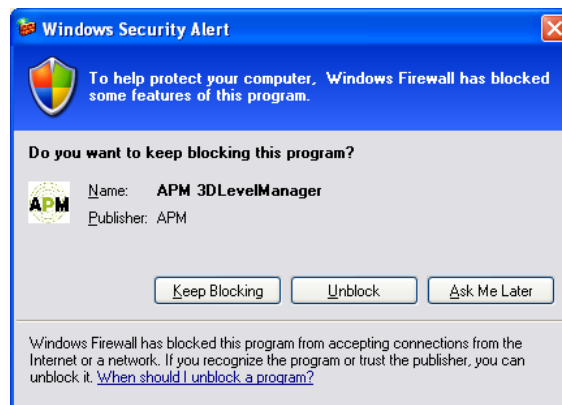 Windows Security Alert
To help protect your computer, Windows Firewall has blocked
some features of this program.
Do you want to keep blocking this program?
APM
Name: APM 3DLevelManager
Publisher: APM
Keep Blocking Unblock Ask Me Later
Windows Firewall has blocked this program from accepting connections from the
Internet or a network. If you recognize the program or trust the publisher, you can
unblock it. When should I unblock a program?